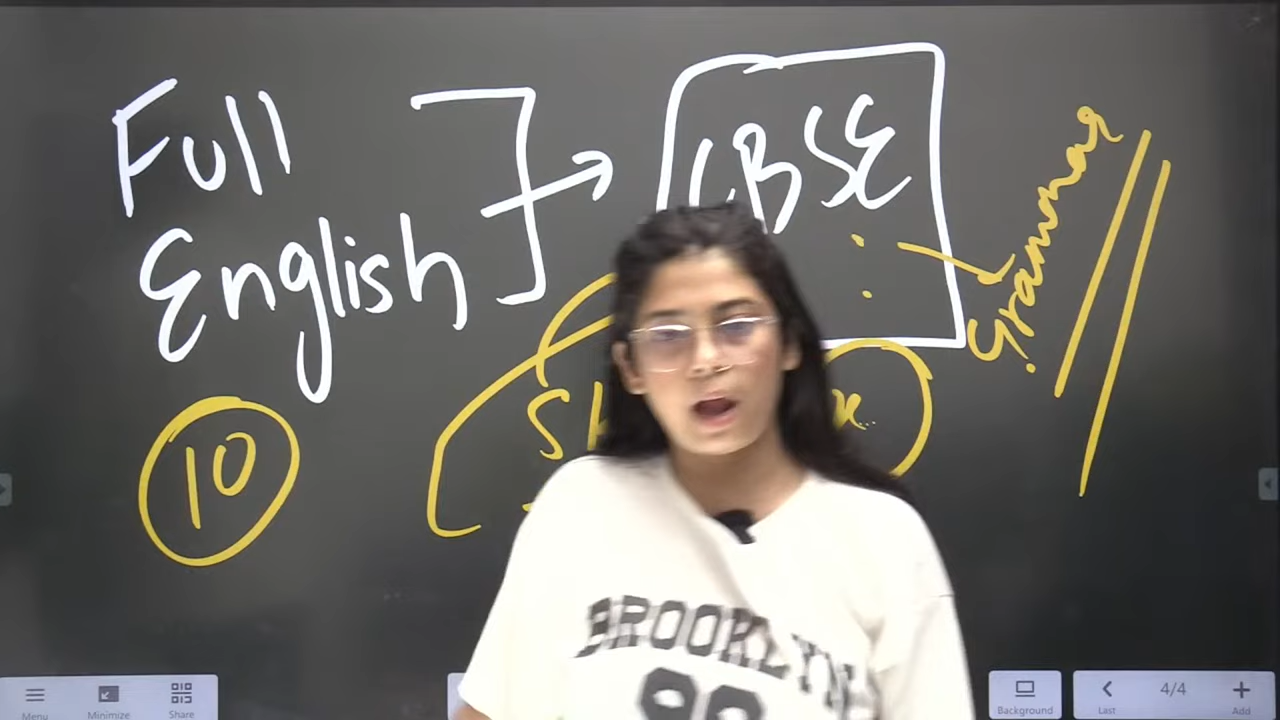 Full
English
CBSE
Grammar
10
BROOKLYN
Menu
Minimize
Share
Background
Last
4/4
Add